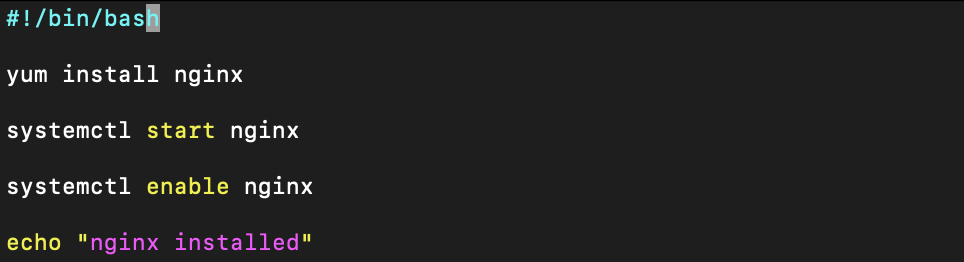 #!/bin/bash
yum install nginx
systemctl start nginx
systemctl enable nginx
echo "nginx installed"